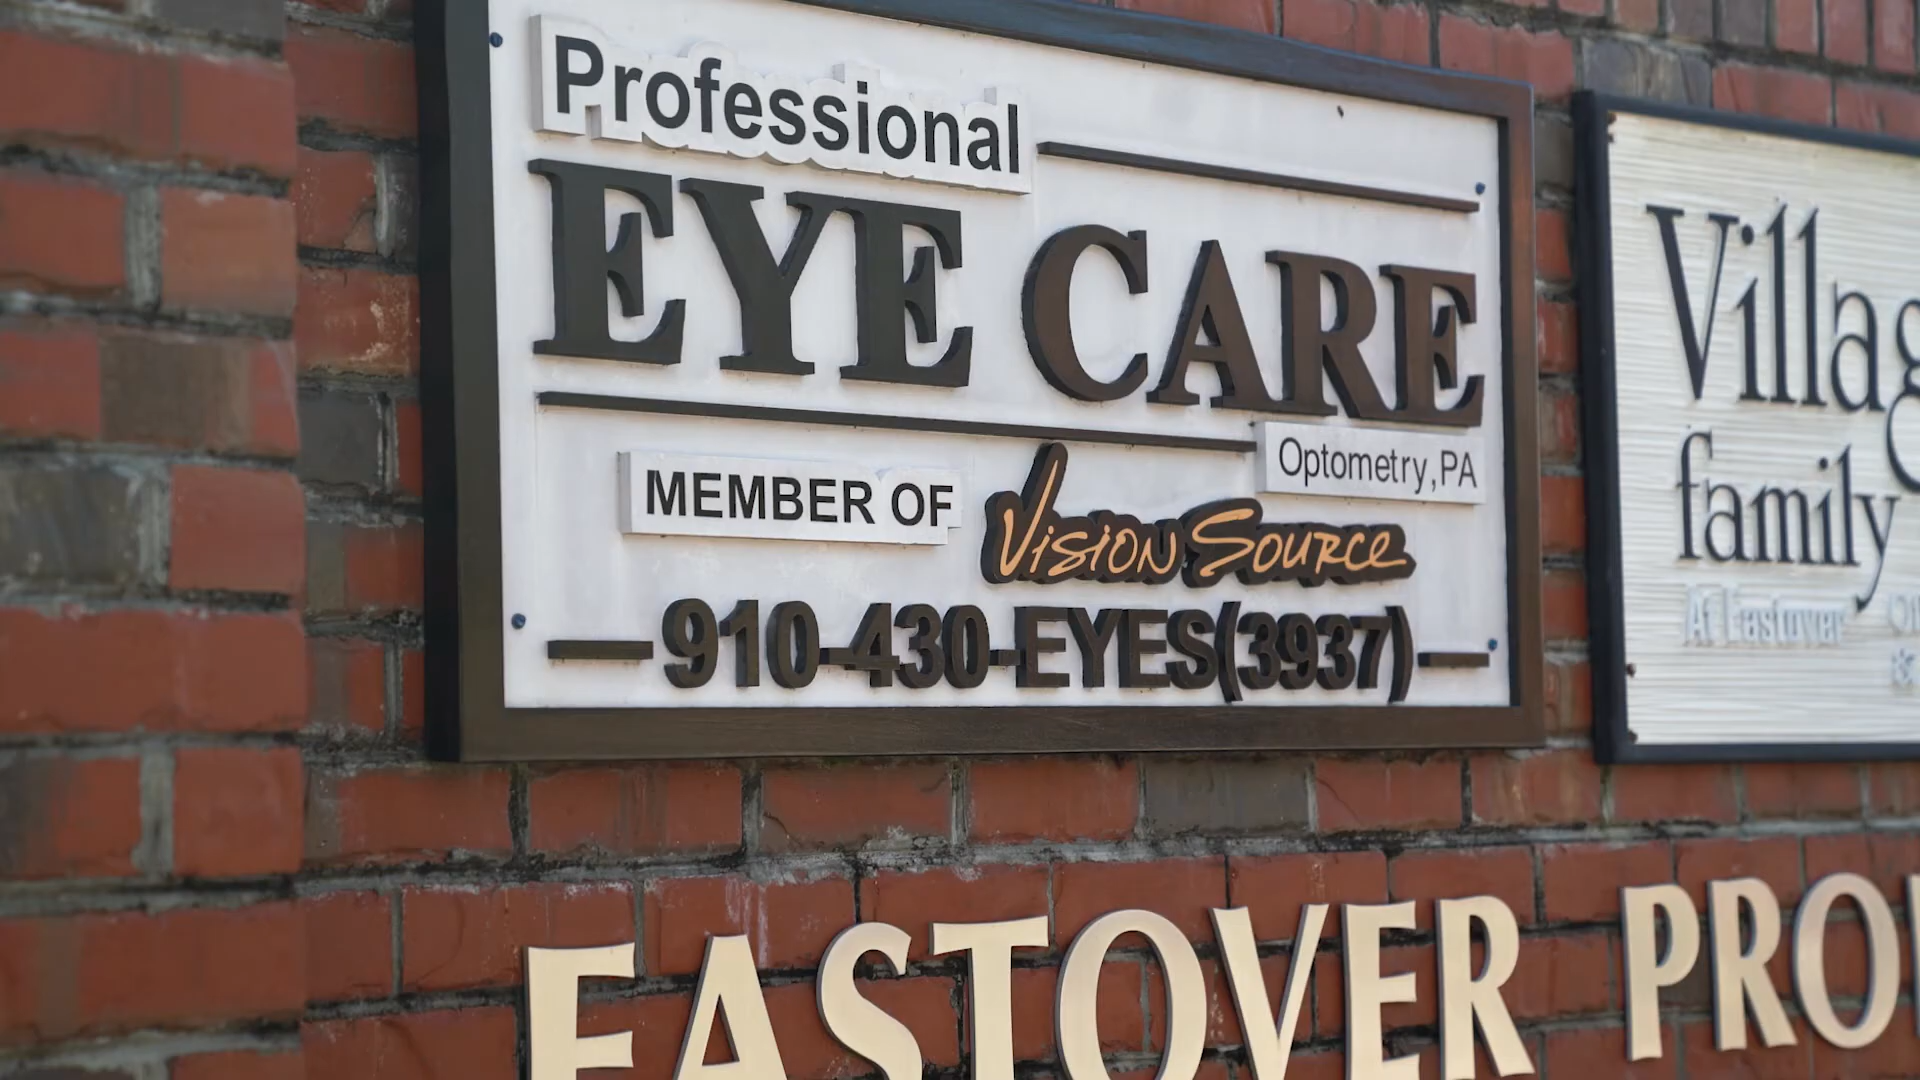 Professional
EYE CARE
Optometry,PA
MEMBER OF Vision Source
910-430-EYES(3937)
Villag
family
At Eastover
EASTOVER PRO